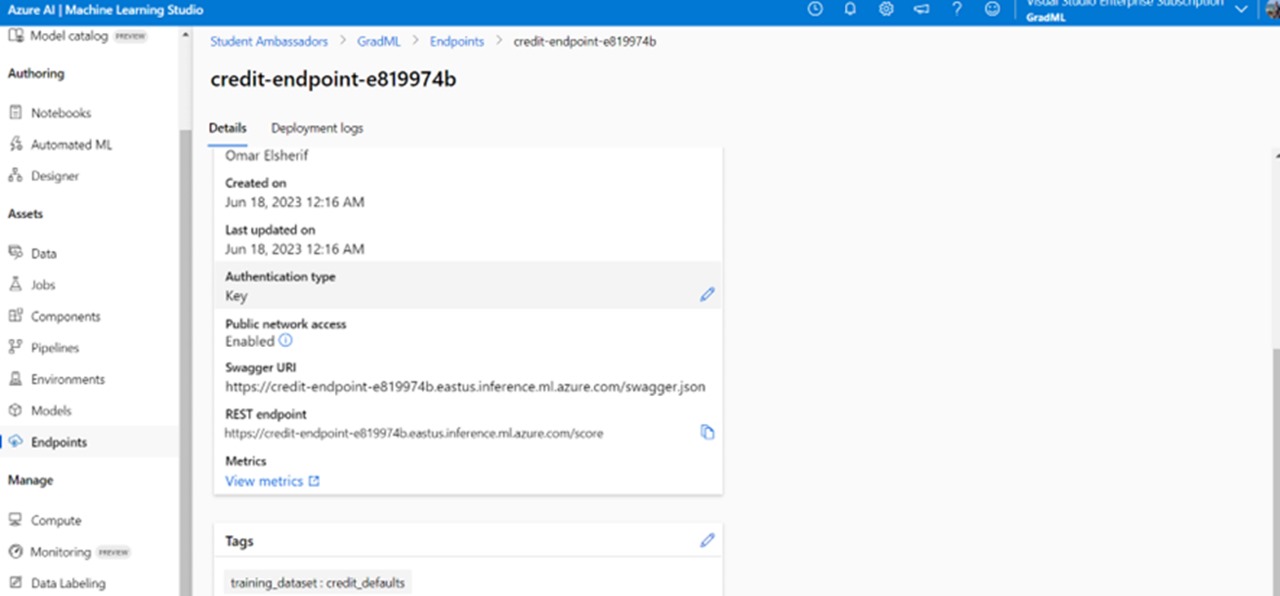 Azure AI | Machine Learning Studio
Visual Studio Enterprise Subscription
GradML
Model catalog PREVIEW
Authoring
Notebooks
Automated ML
Designer
Assets
Data
Jobs
Components
Pipelines
Environments
Models
Endpoints
Manage
Compute
Monitoring PREVIEW
Data Labeling
Student Ambassadors > GradML > Endpoints > credit-endpoint-e819974b
credit-endpoint-e819974b
Details Deployment logs
Omar Elsherif
Created on
Jun 18, 2023 12:16 AM
Last updated on
Jun 18, 2023 12:16 AM
Authentication type
Key
Public network access
Enabled
Swagger URI
https://credit-endpoint-e819974b.eastus.inference.ml.azure.com/swagger.json
REST endpoint
https://credit-endpoint-e819974b.eastus.inference.ml.azure.com/score
Metrics
View metrics
Tags
training_dataset : credit_defaults